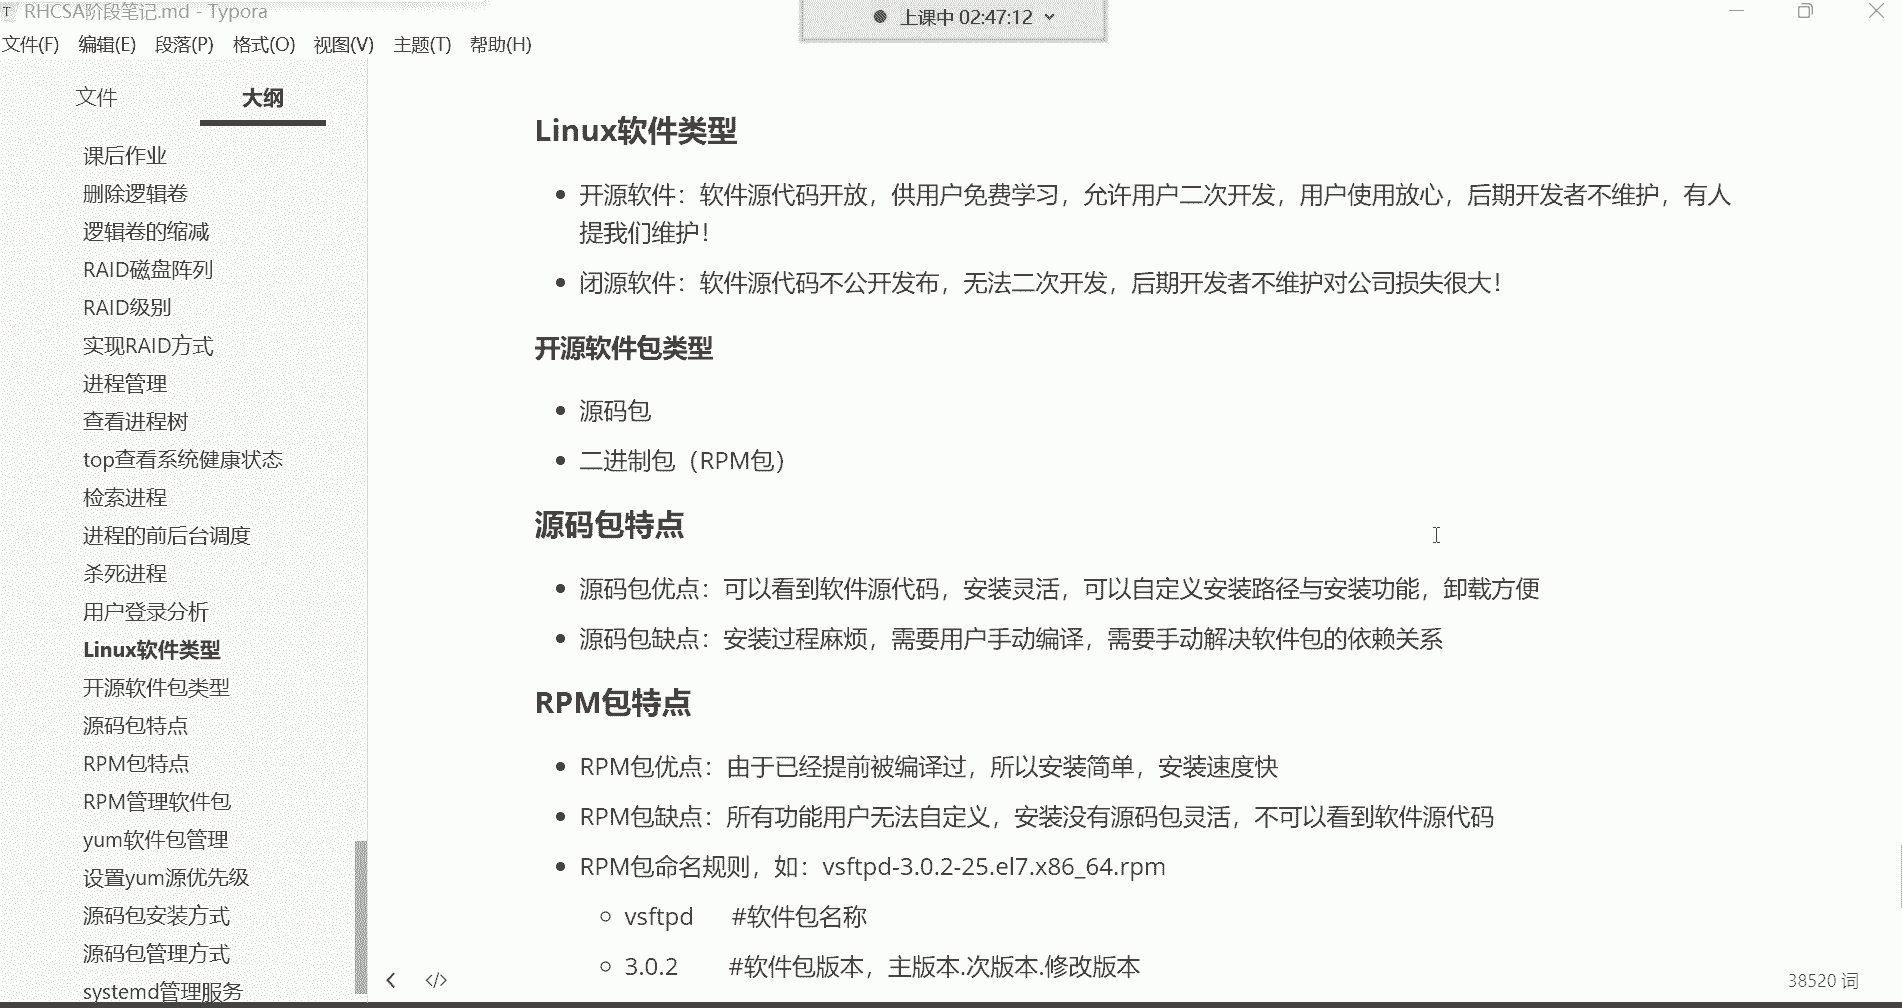 RHCSA阶段笔记.md - Typora
上课中 02:47:12
文件(F) 编辑(E) 段落(P) 格式(O) 视图(V) 主题(T) 帮助(H)
文件 大纲
课后作业
删除逻辑卷
逻辑卷的缩减
RAID磁盘阵列
RAID级别
实现RAID方式
进程管理
查看进程树
top查看系统健康状态
检索进程
进程的前后台调度
杀死进程
用户登录分析
Linux软件类型
开源软件包类型
源码包特点
RPM包特点
RPM管理软件包
yum软件包管理
设置yum源优先级
源码包安装方式
源码包管理方式
systemd管理服务
Linux软件类型
开源软件：软件源代码开放，供用户免费学习，允许用户二次开发，用户使用放心，后期开发者不维护，有人
提我们维护！
闭源软件：软件源代码不公开发布，无法二次开发，后期开发者不维护对公司损失很大！
开源软件包类型
源码包
二进制包（RPM包）
源码包特点
源码包优点：可以看到软件源代码，安装灵活，可以自定义安装路径与安装功能，卸载方便
源码包缺点：安装过程麻烦，需要用户手动编译，需要手动解决软件包的依赖关系
RPM包特点
RPM包优点：由于已经提前被编译过，所以安装简单，安装速度快
RPM包缺点：所有功能用户无法自定义，安装没有源码包灵活，不可以看到软件源代码
RPM包命名规则，如：vsftpd-3.0.2-25.el7.x86_64.rpm
vsftpd #软件包名称
3.0.2 #软件包版本，主版本.次版本.修改版本
38520 词